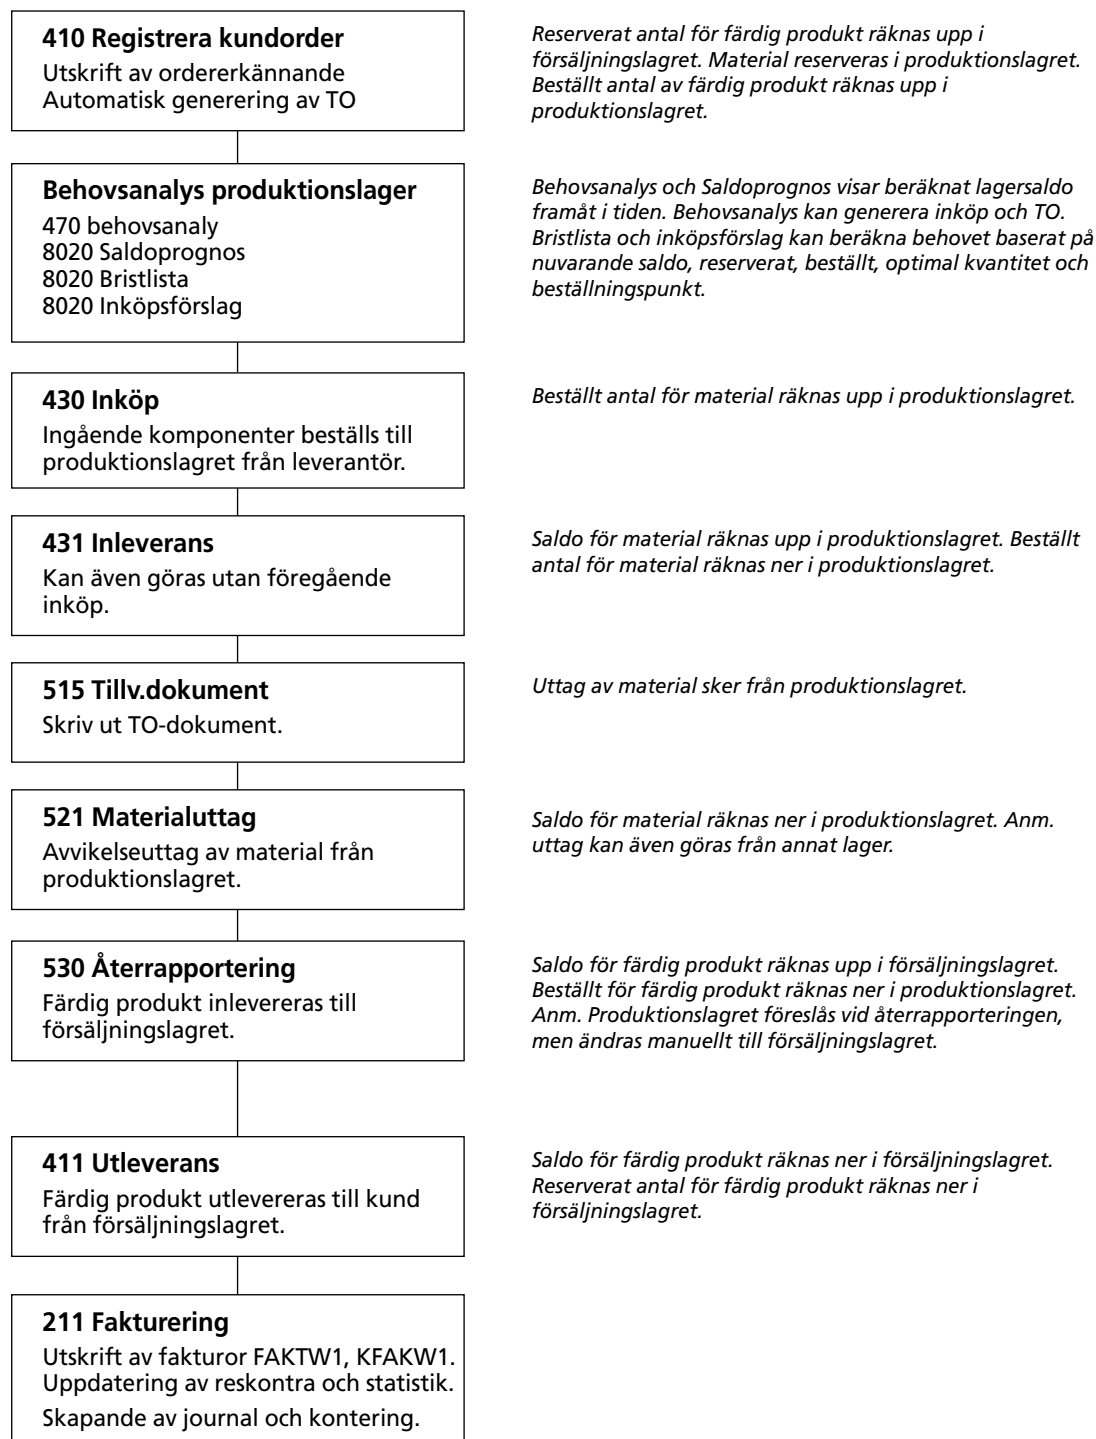 410 Registrera kundorder
Utskrift av ordererkännande
Automatisk generering av TO
Reserverat antal för färdig produkt räknas upp i
försäljningslagret. Material reserveras i produktionslagret.
Beställt antal av färdig produkt räknas upp i
produktionslagret.
Behovsanalys produktionslager
470 behovsanaly
8020 Saldoprognos
8020 Bristlista
8020 Inköpsförslag
Behovsanalys och Saldoprognos visar beräknat lagersaldo
framåt i tiden. Behovsanalys kan generera inköp och TO.
Bristlista och inköpsförslag kan beräkna behovet baserat på
nuvarande saldo, reserverat, beställt, optimal kvantitet och
beställningspunkt.
430 Inköp
Ingående komponenter beställs till
produktionslagret från leverantör.
Beställt antal för material räknas upp i produktionslagret.
431 Inleverans
Kan även göras utan föregående
inköp.
Saldo för material räknas upp i produktionslagret. Beställt
antal för material räknas ner i produktionslagret.
515 Tillv.dokument
Skriv ut TO-dokument.
Uttag av material sker från produktionslagret.
521 Materialuttag
Avvikelseuttag av material från
produktionslagret.
Saldo för material räknas ner i produktionslagret. Anm.
uttag kan även göras från annat lager.
530 Återrapportering
Färdig produkt inlevereras till
försäljningslagret.
Saldo för färdig produkt räknas upp i försäljningslagret.
Beställt för färdig produkt räknas ner i produktionslagret.
Anm. Produktionslagret föreslås vid återrapporteringen,
men ändras manuellt till försäljningslagret.
411 Utleverans
Färdig produkt utlevereras till kund
från försäljningslagret.
Saldo för färdig produkt räknas ner i försäljningslagret.
Reserverat antal för färdig produkt räknas ner i
försäljningslagret.
211 Fakturering
Utskrift av fakturor FAKTW1, KFAKW1.
Uppdatering av reskontra och statistik.
Skapande av journal och kontering.